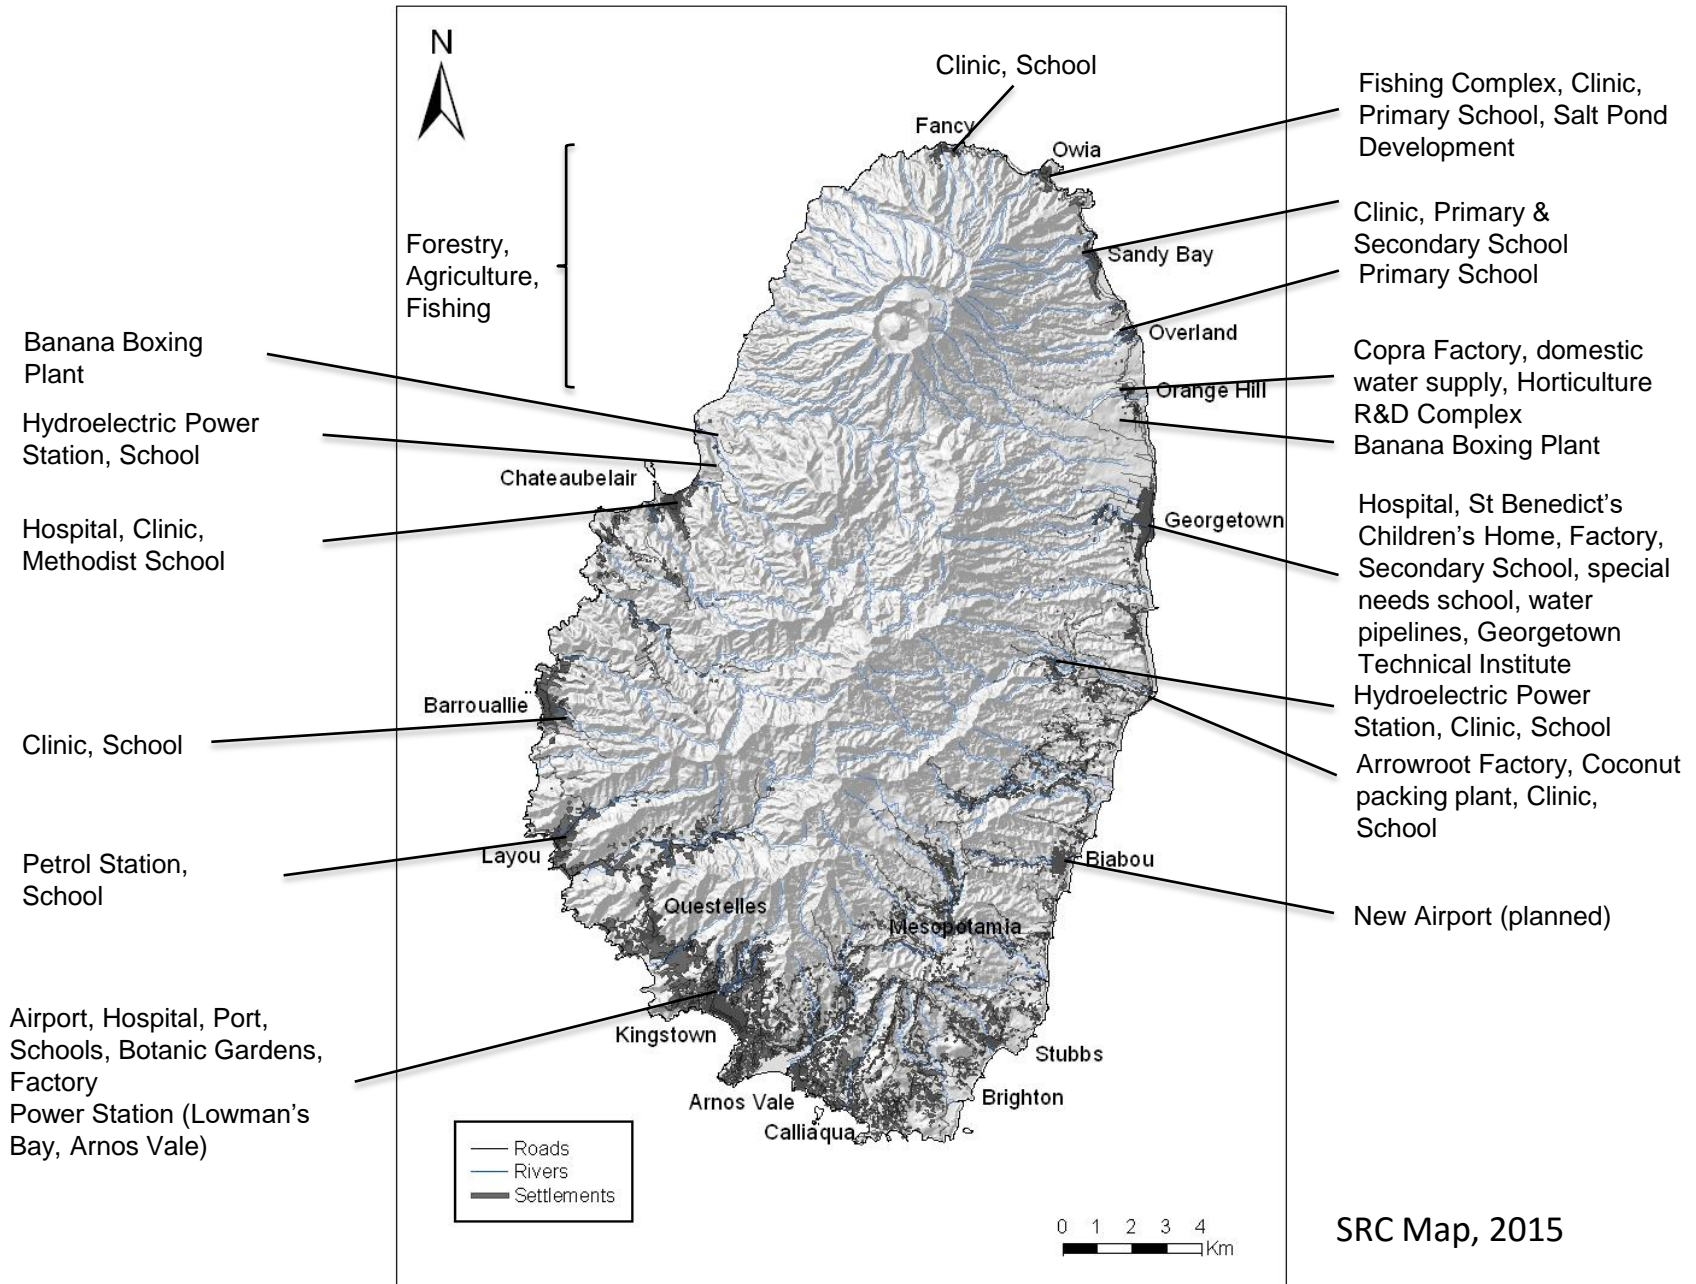 N
Clinic, School
Fancy
Owia
Fishing Complex, Clinic,
Primary School, Salt Pond
Development
Clinic, Primary &
Secondary School
Sandy Bay
Primary School
Forestry,
Agriculture,
Fishing
Overland
Copra Factory, domestic
water supply, Horticulture
R&D Complex
Orange Hill
Banana Boxing Plant
Banana Boxing
Plant
Hydroelectric Power
Station, School
Chateaubelair
Hospital, Clinic,
Methodist School
Georgetown
Hospital, St Benedict’s
Children’s Home, Factory,
Secondary School, special
needs school, water
pipelines, Georgetown
Technical Institute
Hydroelectric Power
Station, Clinic, School
Barrouallie
Clinic, School
Arrowroot Factory, Coconut
packing plant, Clinic,
School
Layou
Petrol Station,
School
Biabou
New Airport (planned)
Questelles
Mesopotamia
Airport, Hospital, Port,
Schools, Botanic Gardens,
Factory
Power Station (Lowman’s
Bay, Arnos Vale)
Kingstown
Stubbs
Arnos Vale
Brighton
Calliaqua
Roads
Rivers
Settlements
0 1 2 3 4
Km
SRC Map, 2015